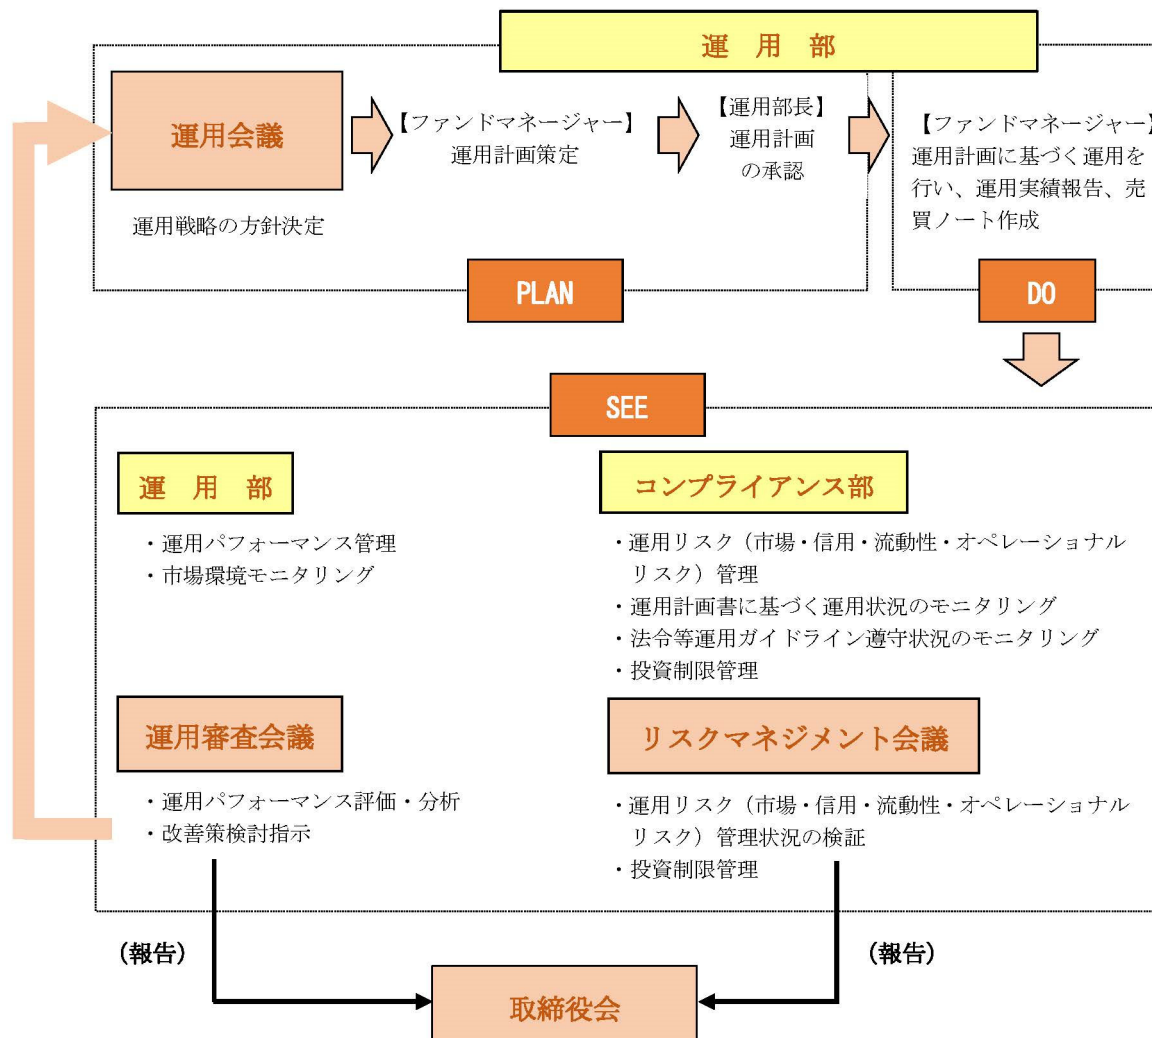 運　用　部
運用会議
運用戦略の方針決定
【ファンドマネージャー】
運用計画策定
【運用部長】
運用計画
の承認
【ファンドマネージャー】
運用計画に基づく運用を
行い、運用実績報告、売
買ノート作成
PLAN
DO
SEE
運　用　部
・運用パフォーマンス管理
・市場環境モニタリング
コンプライアンス部
・運用リスク（市場・信用・流動性・オペレーショナル
リスク）管理
・運用計画書に基づく運用状況のモニタリング
・法令等運用ガイドライン遵守状況のモニタリング
・投資制限管理
運用審査会議
・運用パフォーマンス評価・分析
・改善策検討指示
リスクマネジメント会議
・運用リスク（市場・信用・流動性・オペレーショナル
リスク）管理状況の検証
・投資制限管理
（報告）
（報告）
取締役会